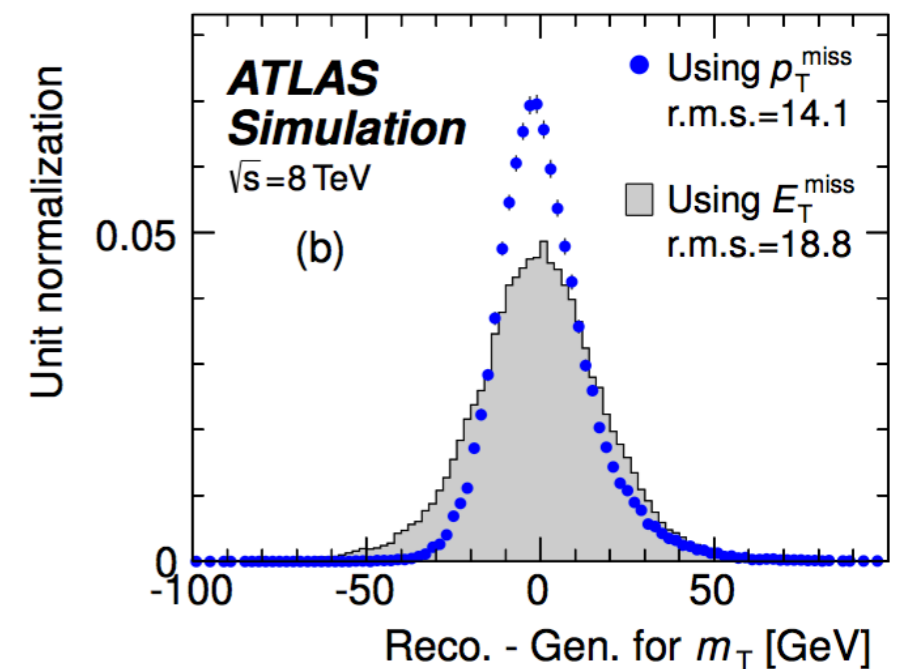 ATLAS
Simulation
√s=8 TeV
(b)
Using p_T^miss
r.m.s.=14.1
Using E_T^miss
r.m.s.=18.8
Unit normalization
0.05
0
-100 -50 0 50
Reco. - Gen. for m_T [GeV]